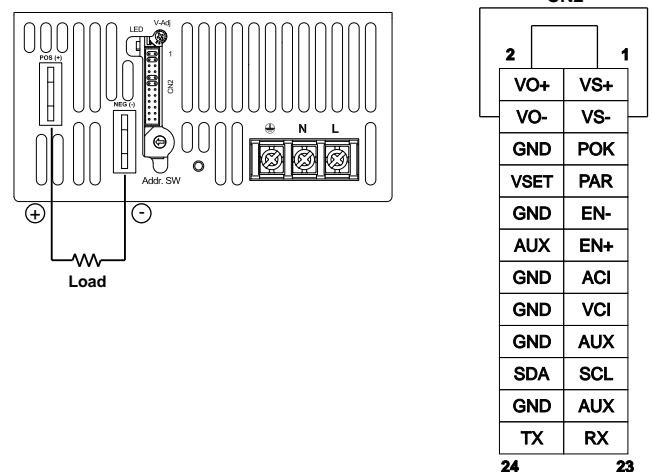 V-Adj
LED
1
POS (+)
CN2
NEG (-)
N L
Addr. SW
+ -
Load
2 1
VO+ VS+
VO- VS-
GND POK
VSET PAR
GND EN-
AUX EN+
GND ACI
GND VCI
GND AUX
SDA SCL
GND AUX
TX RX
24 23